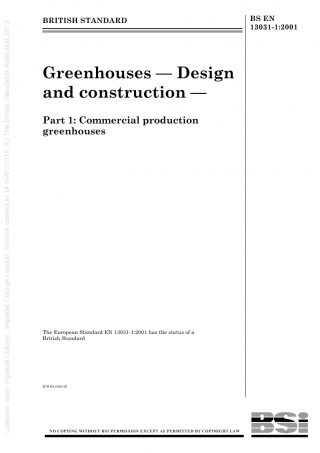 BRITISH STANDARD
BS EN
13031-1:2001
Greenhouses — Design
and construction —
Part 1: Commercial production
greenhouses
The European Standard EN 13031-1:2001 has the status of a
British Standard
NO COPYING WITHOUT BSI PERMISSION EXCEPT AS PERMITTED BY COPYRIGHT LAW
BSi